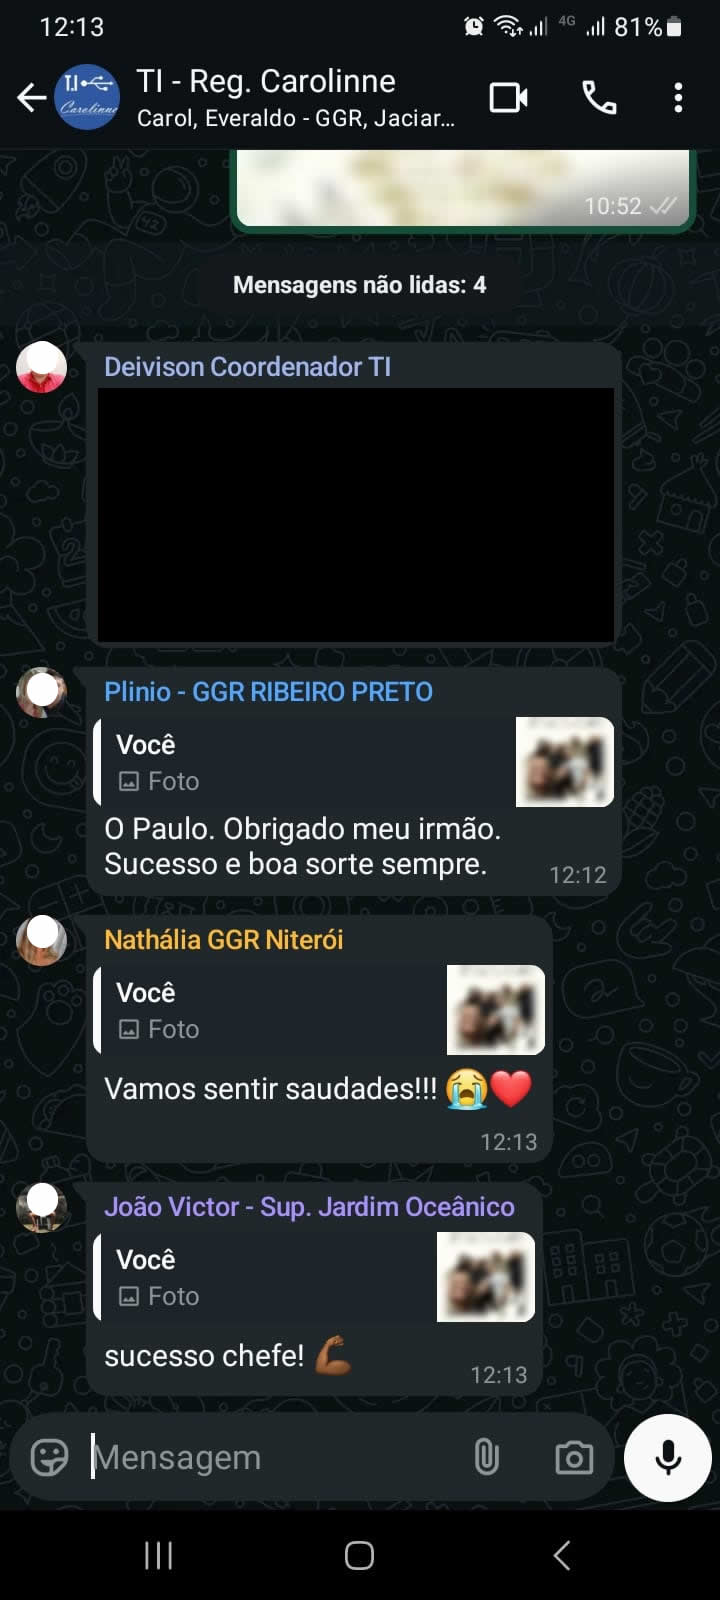 12:13
4G
81%
T.I
Carolinne
TI - Reg. Carolinne
Carol, Everaldo - GGR, Jaciar...
10:52
42
Mensagens não lidas: 4
Deivison Coordenador TI
Plinio - GGR RIBEIRO PRETO
Você
Foto
O Paulo. Obrigado meu irmão.
Sucesso e boa sorte sempre.
12:12
Nathália GGR Niterói
Você
Foto
Vamos sentir saudades!!! 😭❤️
12:13
João Victor - Sup. Jardim Oceânico
Você
Foto
sucesso chefe! 💪🏾
12:13
Mensagem